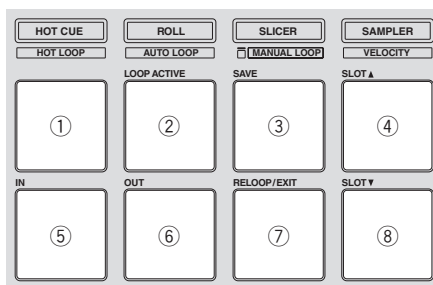 HOT CUE ROLL SLICER SAMPLER
HOT LOOP AUTO LOOP MANUAL LOOP VELOCITY
LOOP ACTIVE SAVE SLOT▲
① ② ③ ④
IN OUT RELOOP/EXIT SLOT▼
⑤ ⑥ ⑦ ⑧